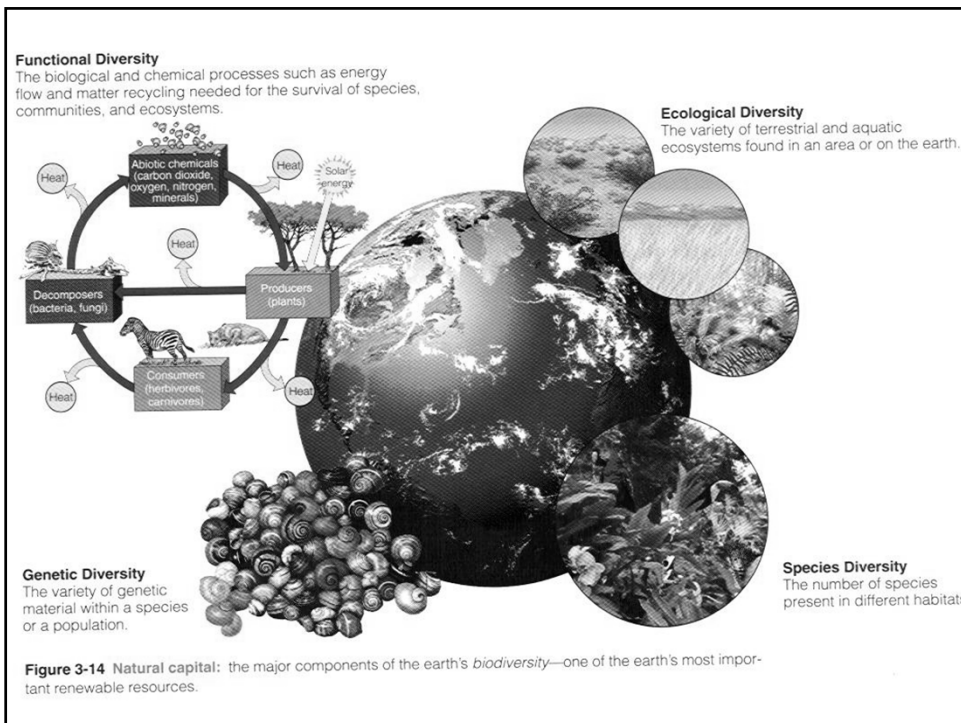 Functional Diversity
The biological and chemical processes such as energy
flow and matter recycling needed for the survival of species,
communities, and ecosystems.
Heat
Abiotic chemicals
(carbon dioxide,
oxygen, nitrogen,
minerals)
Heat
Solar
energy
Heat
Decomposers
(bacteria, fungi)
Producers
(plants)
Heat
Consumers
(herbivores,
carnivores)
Heat
Ecological Diversity
The variety of terrestrial and aquatic
ecosystems found in an area or on the earth.
Genetic Diversity
The variety of genetic
material within a species
or a population.
Species Diversity
The number of species
present in different habitats
Figure 3-14 Natural capital: the major components of the earth's biodiversity—one of the earth's most impor-
tant renewable resources.